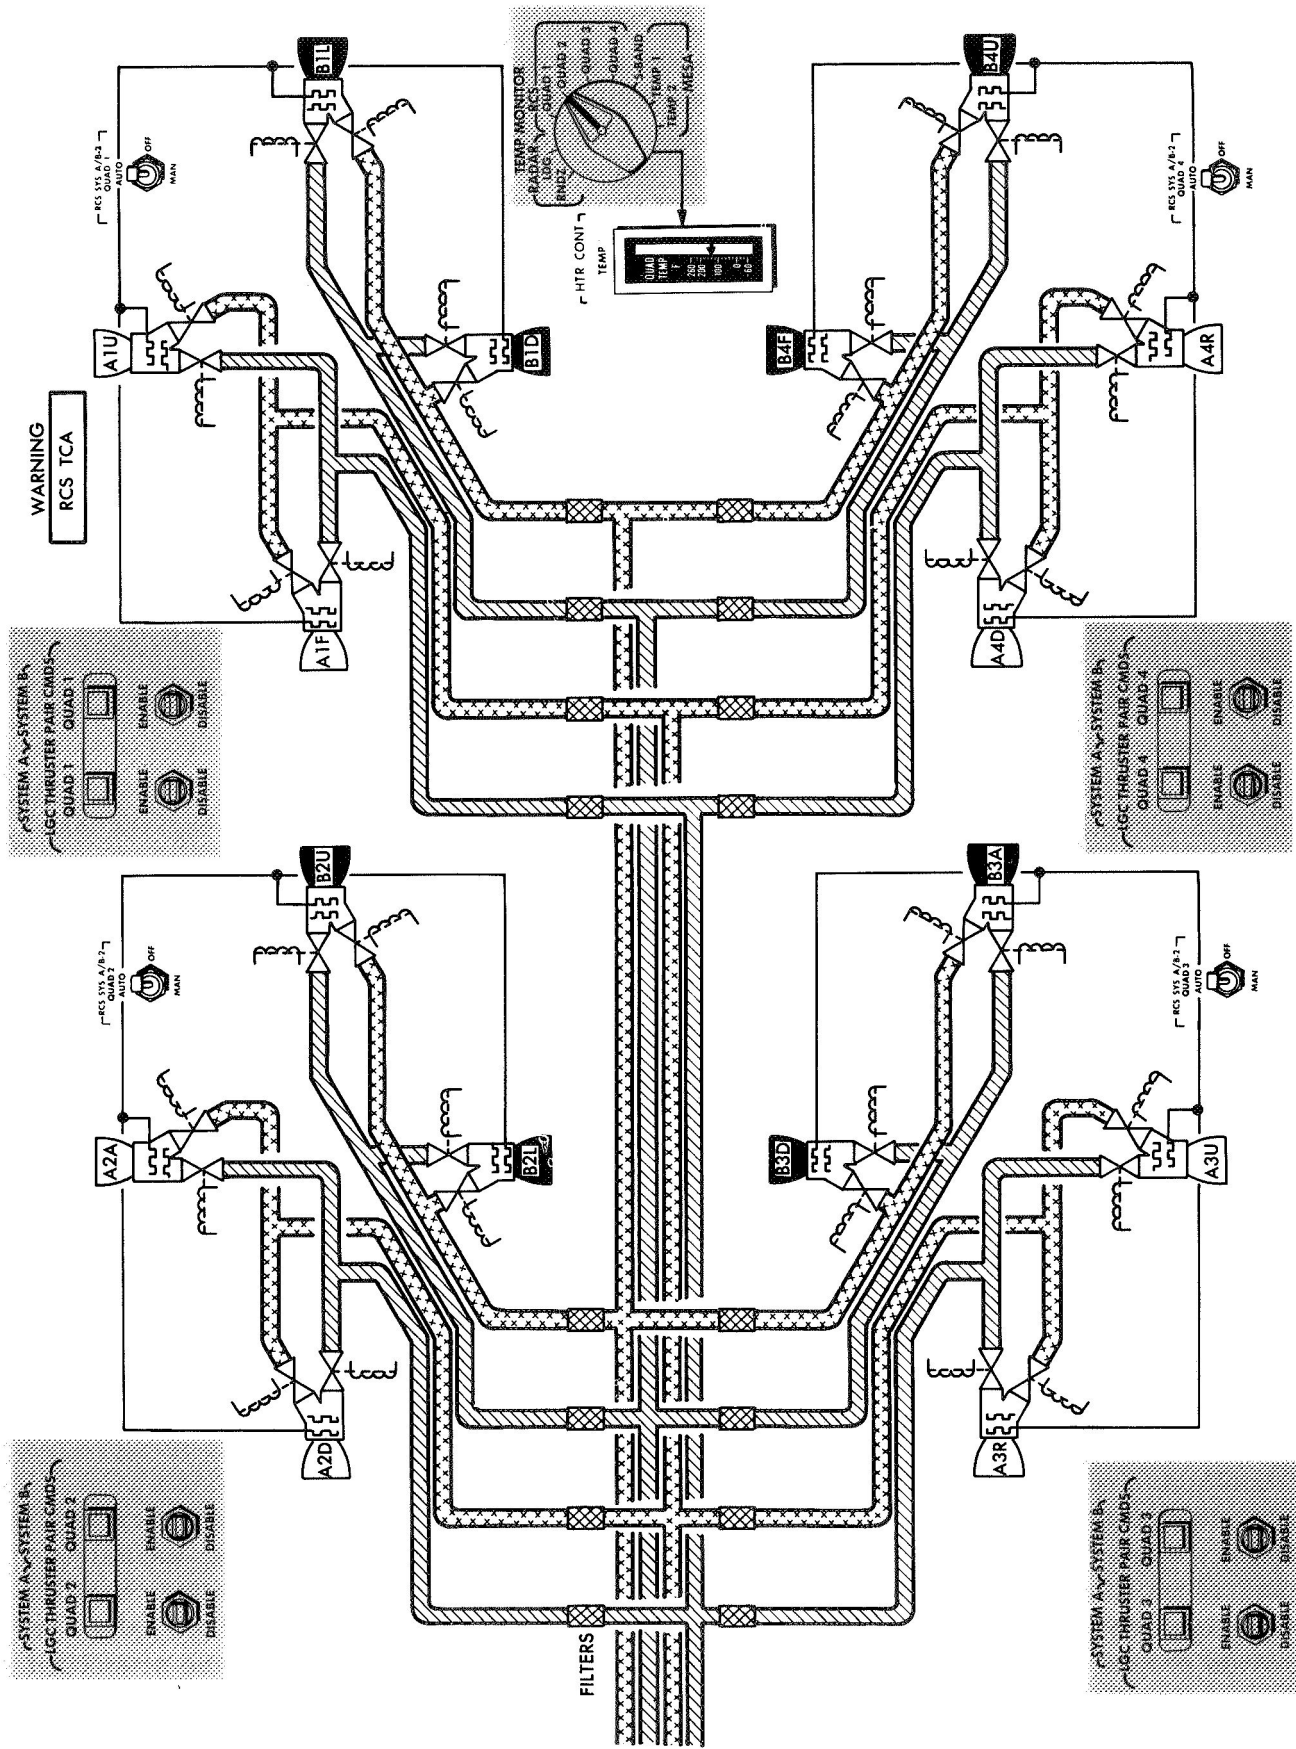 SYSTEM A SYSTEM B
LGC THRUSTER PAIR CMDS
QUAD 2 QUAD 2
ENABLE ENABLE
DISABLE DISABLE
SYSTEM A SYSTEM B
LGC THRUSTER PAIR CMDS
QUAD 1 QUAD 1
ENABLE ENABLE
DISABLE DISABLE
WARNING
RCS TCA
A2A
RCS SYS A/B-2
QUAD 2
AUTO
OFF
MAN
A1U
RCS SYS A/B-2
QUAD 1
AUTO
OFF
MAN
A2D
B2U
A1F
B1L
B2L
B1D
TEMP MONITOR
RADAR RCS
LDG QUAD 1
RNDZ QUAD 2
QUAD 3
QUAD 4
S-BAND
TEMP 1
TEMP 2
MESA
HTR CONT
TEMP
QUAD
TEMP
°F
260
200
100
0
-60
FILTERS
B3D
B4F
A3R
B3A
A4D
B4U
SYSTEM A SYSTEM B
LGC THRUSTER PAIR CMDS
QUAD 3 QUAD 3
ENABLE ENABLE
DISABLE DISABLE
A3U
RCS SYS A/B-2
QUAD 3
AUTO
OFF
MAN
SYSTEM A SYSTEM B
LGC THRUSTER PAIR CMDS
QUAD 4 QUAD 4
ENABLE ENABLE
DISABLE DISABLE
A4R
RCS SYS A/B-2
QUAD 4
AUTO
OFF
MAN